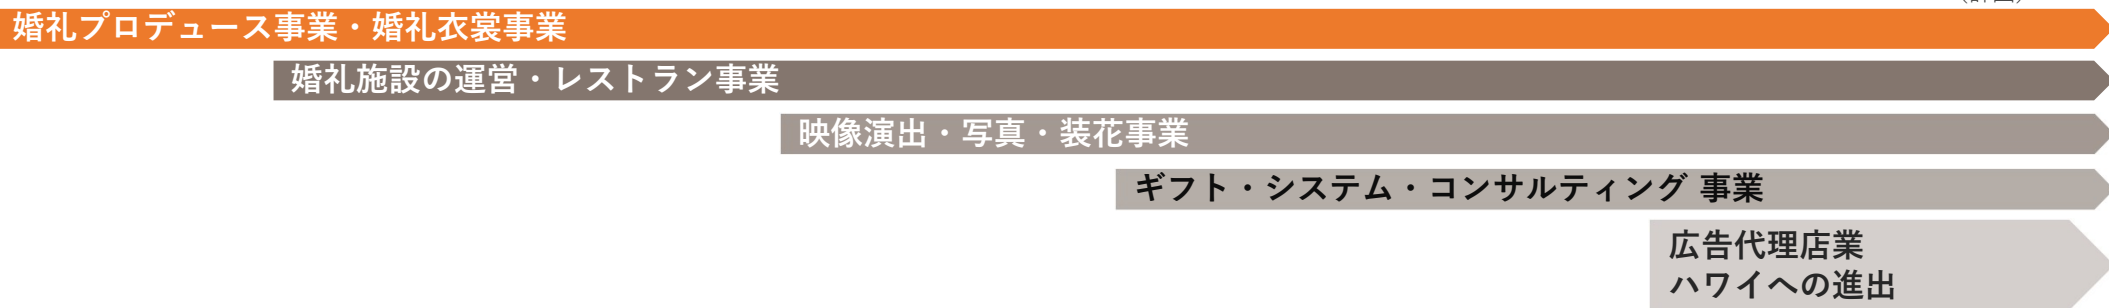 婚礼プロデュース事業・婚礼衣裳事業
婚礼施設の運営・レストラン事業
映像演出・写真・装花事業
ギフト・システム・コンサルティング 事業
広告代理店業
ハワイへの進出